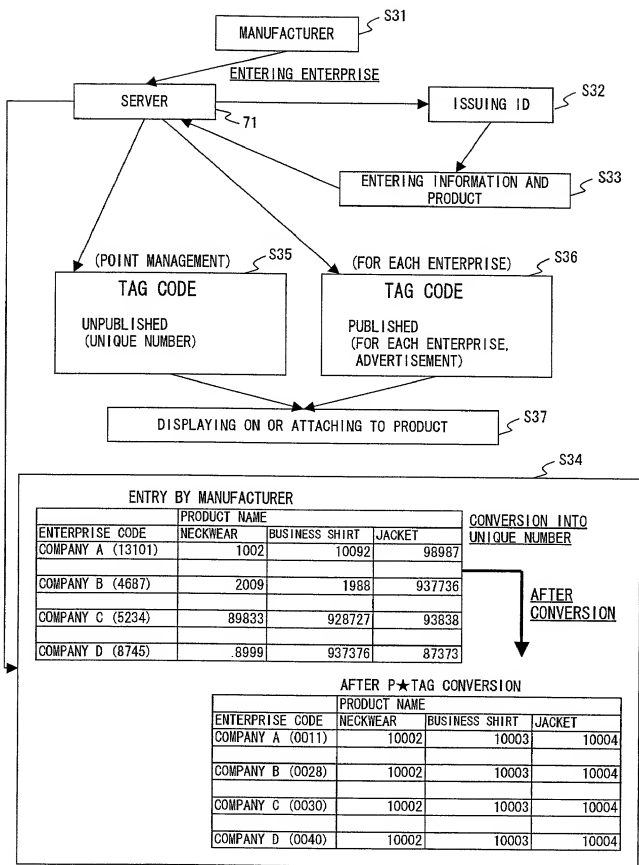 S31
MANUFACTURER
ENTERING ENTERPRISE
SERVER
71
ISSUING ID
S32
ENTERING INFORMATION AND
PRODUCT
S33
(POINT MANAGEMENT)
S35
TAG CODE
UNPUBLISHED
(UNIQUE NUMBER)
(FOR EACH ENTERPRISE)
S36
TAG CODE
PUBLISHED
(FOR EACH ENTERPRISE,
ADVERTISEMENT)
DISPLAYING ON OR ATTACHING TO PRODUCT
S37
S34
ENTRY BY MANUFACTURER
PRODUCT NAME
ENTERPRISE CODE NECKWEAR BUSINESS SHIRT JACKET
COMPANY A (13101) 1002 10092 98987
COMPANY B (4687) 2009 1988 937736
COMPANY C (5234) 89833 928727 93838
COMPANY D (8745) .8999 937376 87373
CONVERSION INTO
UNIQUE NUMBER
AFTER
CONVERSION
AFTER P★TAG CONVERSION
PRODUCT NAME
ENTERPRISE CODE NECKWEAR BUSINESS SHIRT JACKET
COMPANY A (0011) 10002 10003 10004
COMPANY B (0028) 10002 10003 10004
COMPANY C (0030) 10002 10003 10004
COMPANY D (0040) 10002 10003 10004